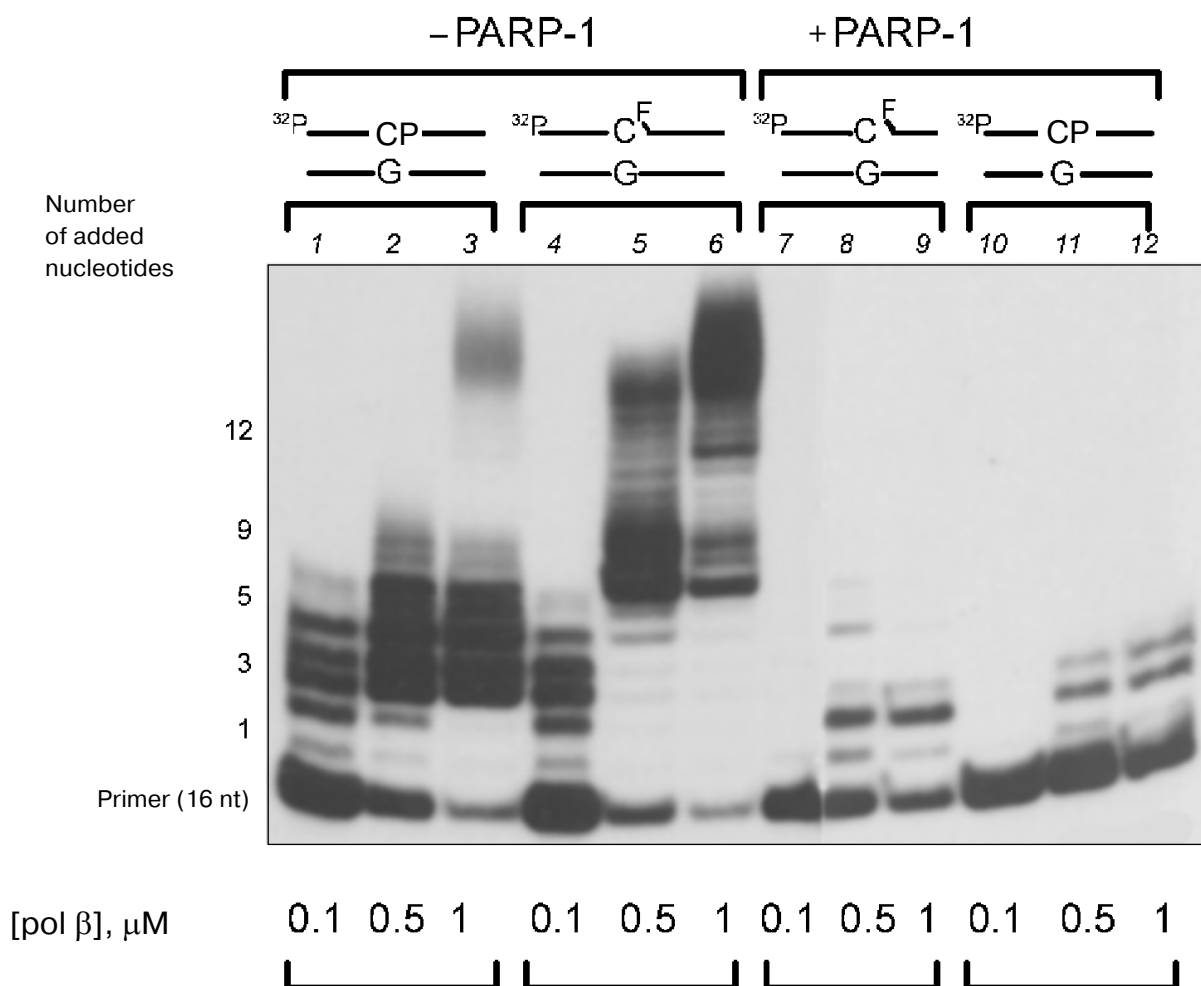 –PARP-1 +PARP-1
³²P CP ³²P C F ³²P C F ³²P CP
G G G G
Number
of added
nucleotides
1 2 3 4 5 6 7 8 9 10 11 12
12
9
5
3
1
Primer (16 nt)
[pol β], μM 0.1 0.5 1 0.1 0.5 1 0.1 0.5 1 0.1 0.5 1